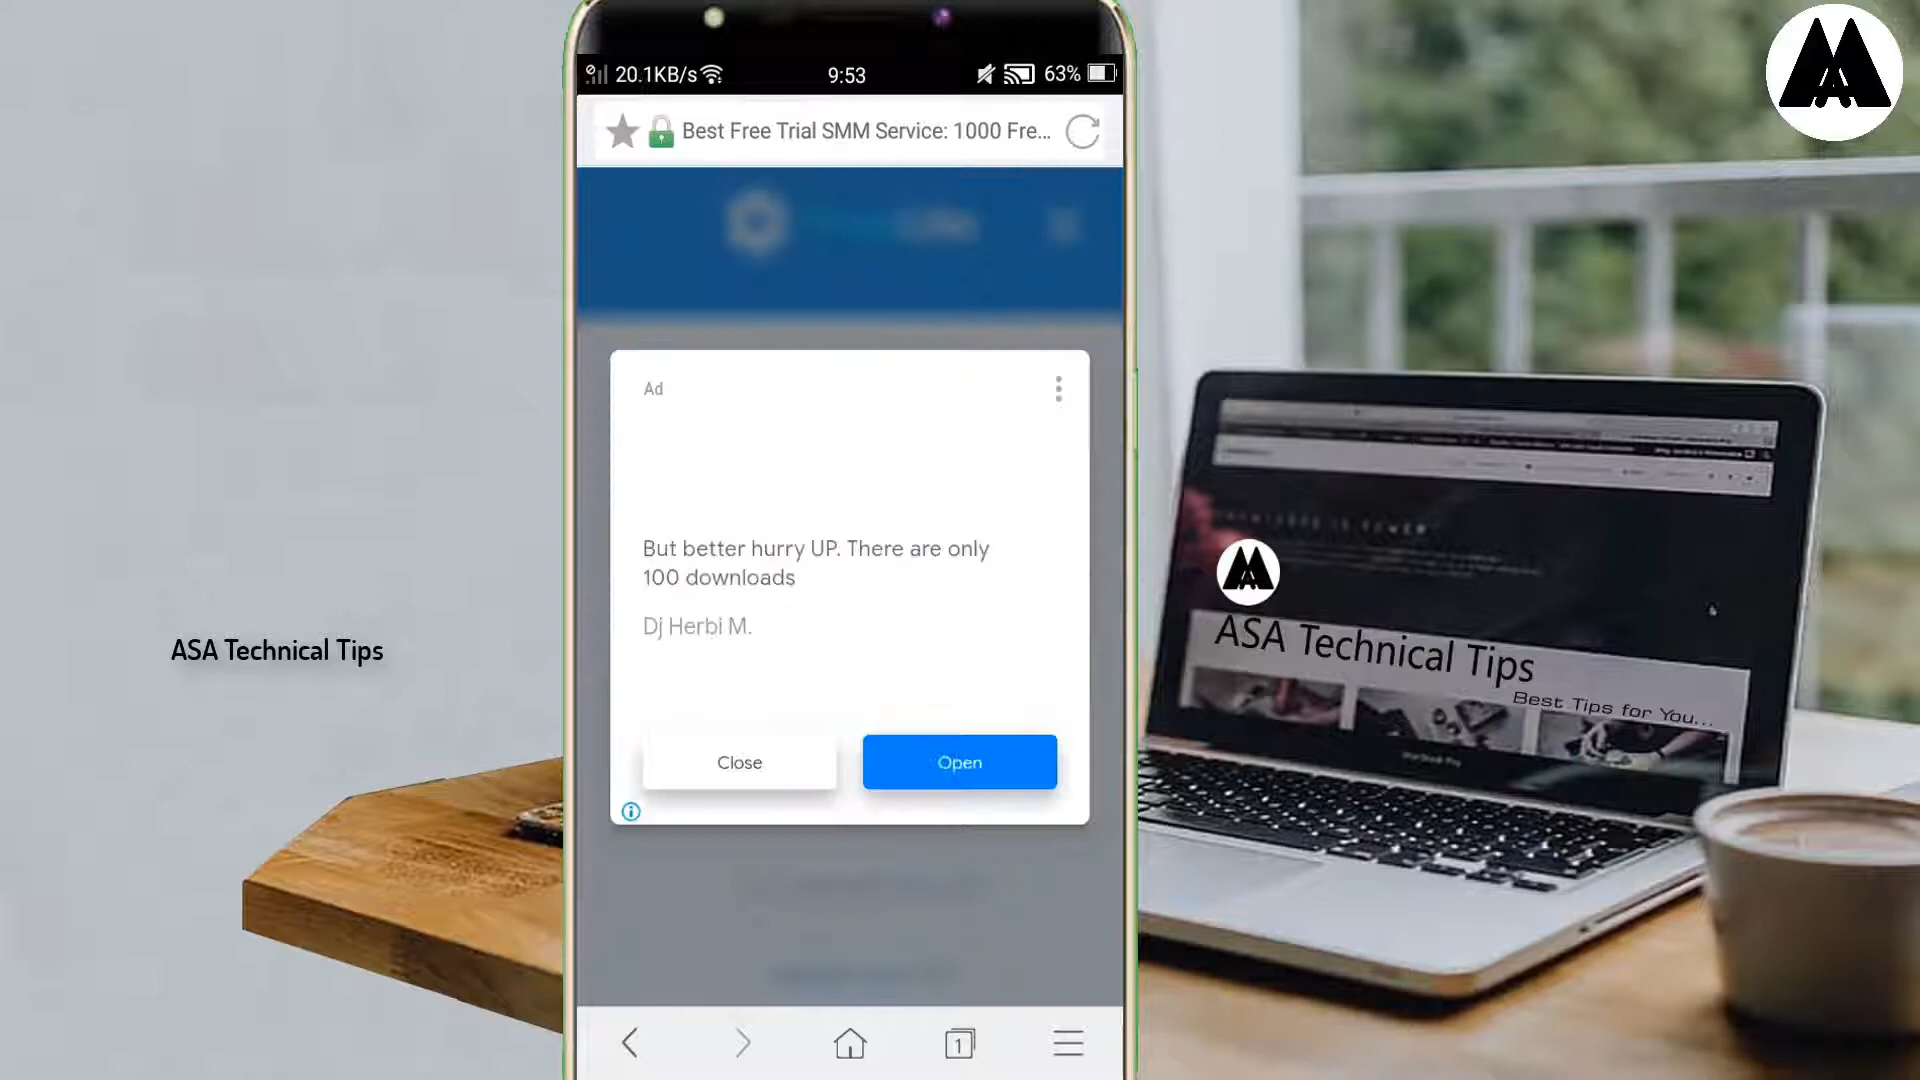 20.1KB/s
9:53
63%
Best Free Trial SMM Service: 1000 Fre...
Ad
But better hurry UP. There are only
100 downloads
Dj Herbi M.
Close
Open
1
ASA Technical Tips
ASA Technical Tips
Best Tips for You...